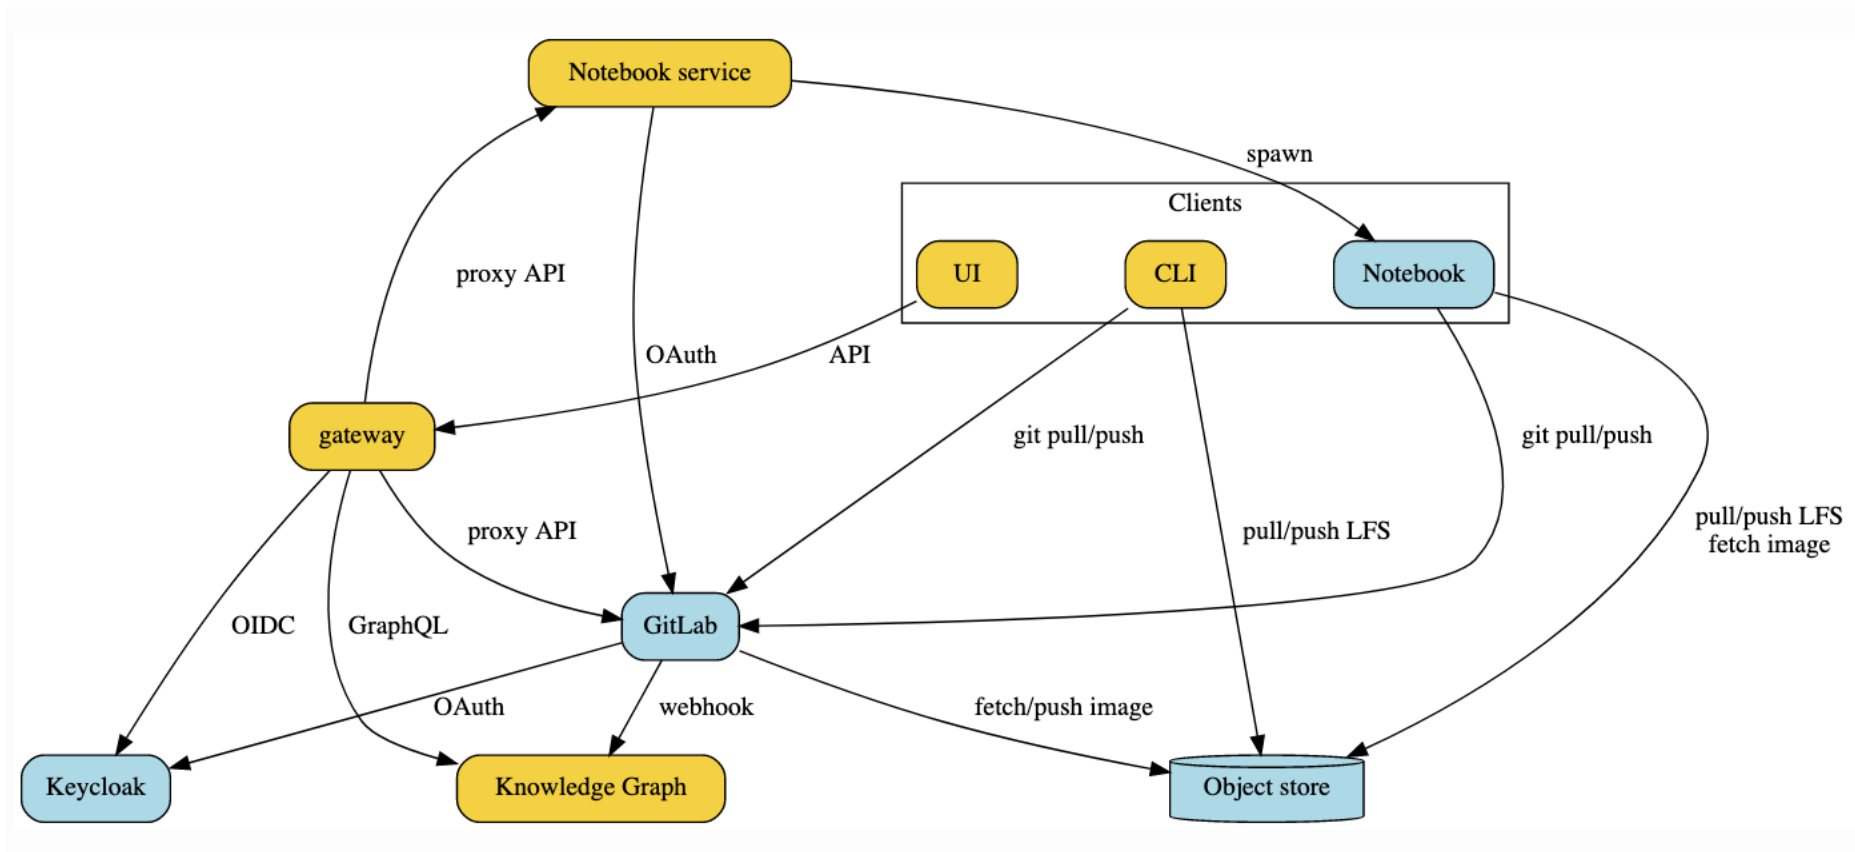 Notebook service
spawn
Clients
UI
CLI
Notebook
proxy API
OAuth
API
gateway
git pull/push
git pull/push
proxy API
pull/push LFS
pull/push LFS
fetch image
OIDC
GraphQL
GitLab
OAuth
webhook
fetch/push image
Keycloak
Knowledge Graph
Object store